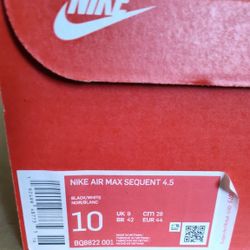 NIKE
NIKE AIR MAX SEQUENT 4.5
BLACK/WHITE
NOIR/BLANC
10
UK 9
CM 28
BR 42
EUR 44
BQ8822 001